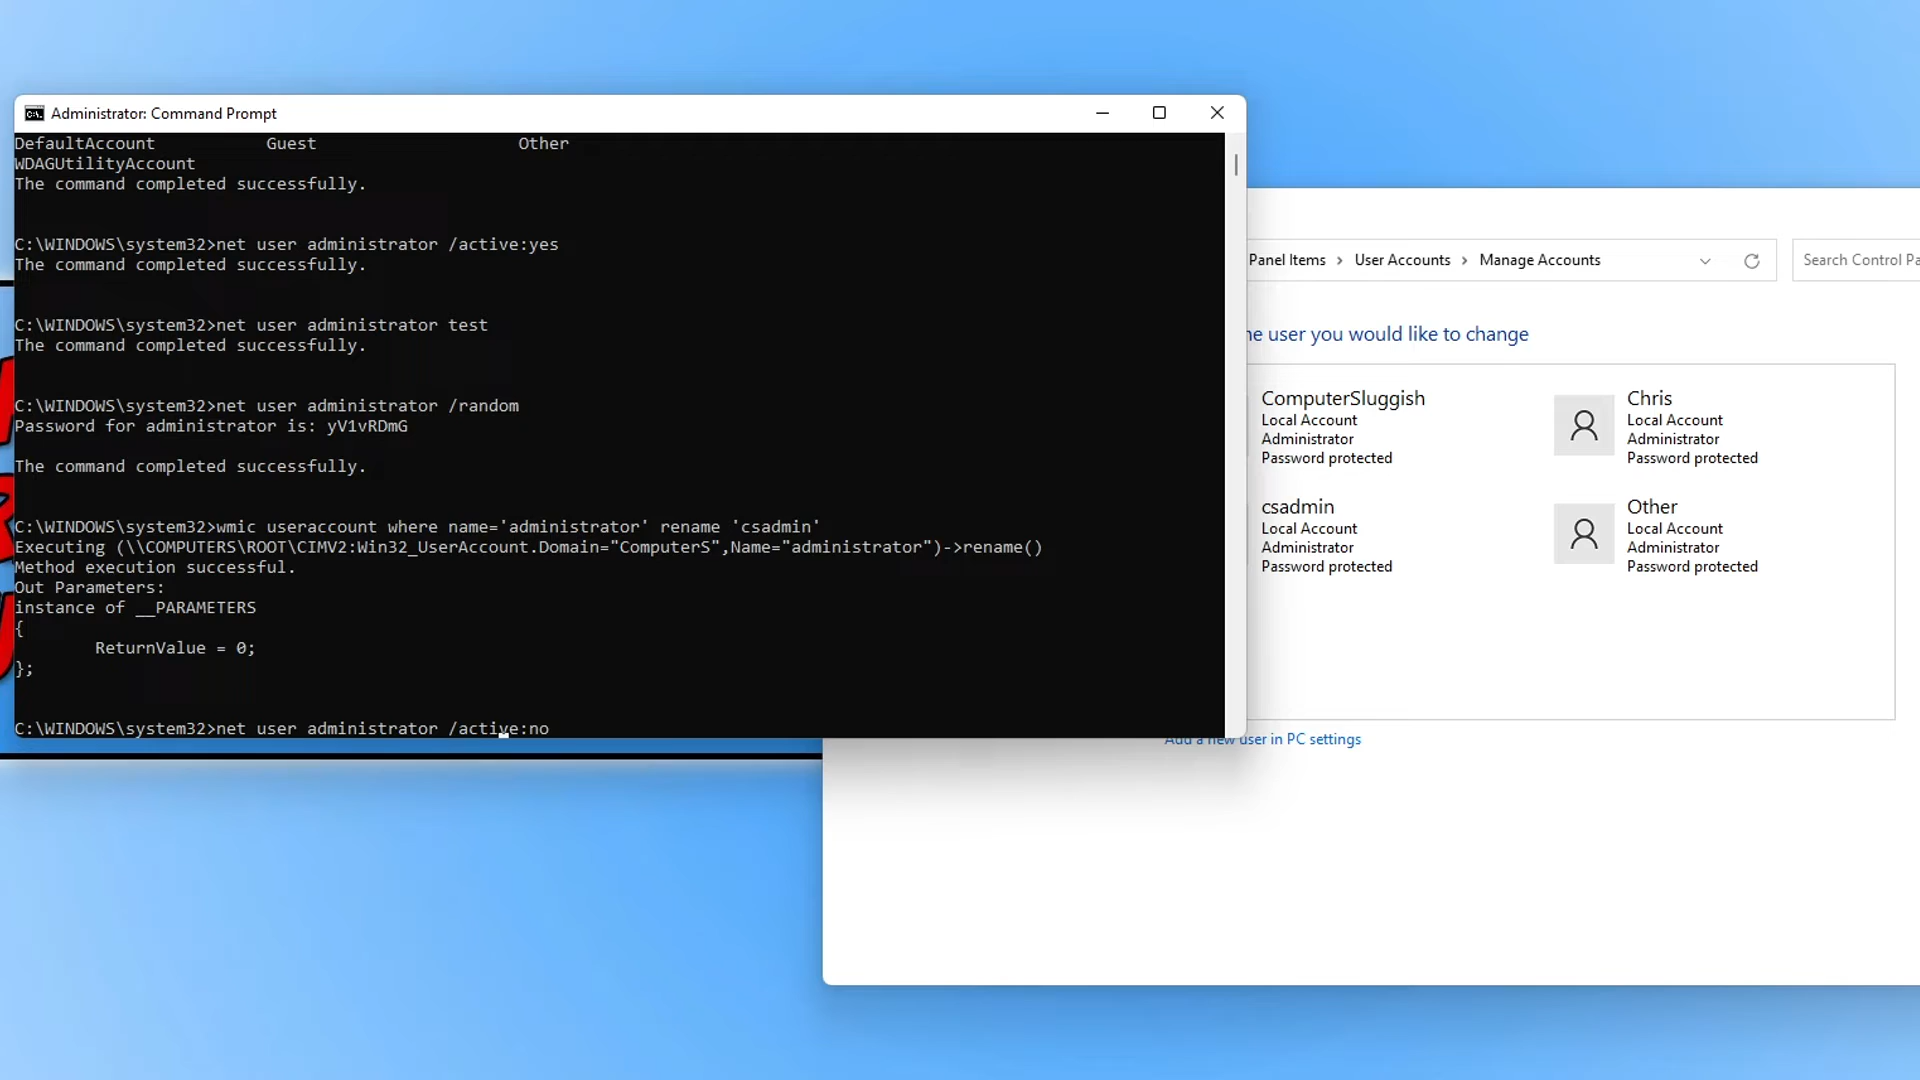 Administrator: Command Prompt
DefaultAccount Guest Other
WDAGUtilityAccount
The command completed successfully.
C:\WINDOWS\system32>net user administrator /active:yes
The command completed successfully.
C:\WINDOWS\system32>net user administrator test
The command completed successfully.
C:\WINDOWS\system32>net user administrator /random
Password for administrator is: yV1vRDmG
The command completed successfully.
C:\WINDOWS\system32>wmic useraccount where name='administrator' rename 'csadmin'
Executing (\\COMPUTERS\ROOT\CIMV2:Win32_UserAccount.Domain="ComputerS",Name="administrator")->rename()
Method execution successful.
Out Parameters:
instance of __PARAMETERS
{
ReturnValue = 0;
};
C:\WINDOWS\system32>net user administrator /active:no
Panel Items > User Accounts > Manage Accounts
Search Control Pa
he user you would like to change
ComputerSluggish
Local Account
Administrator
Password protected
Chris
Local Account
Administrator
Password protected
csadmin
Local Account
Administrator
Password protected
Other
Local Account
Administrator
Password protected
Add a new user in PC settings